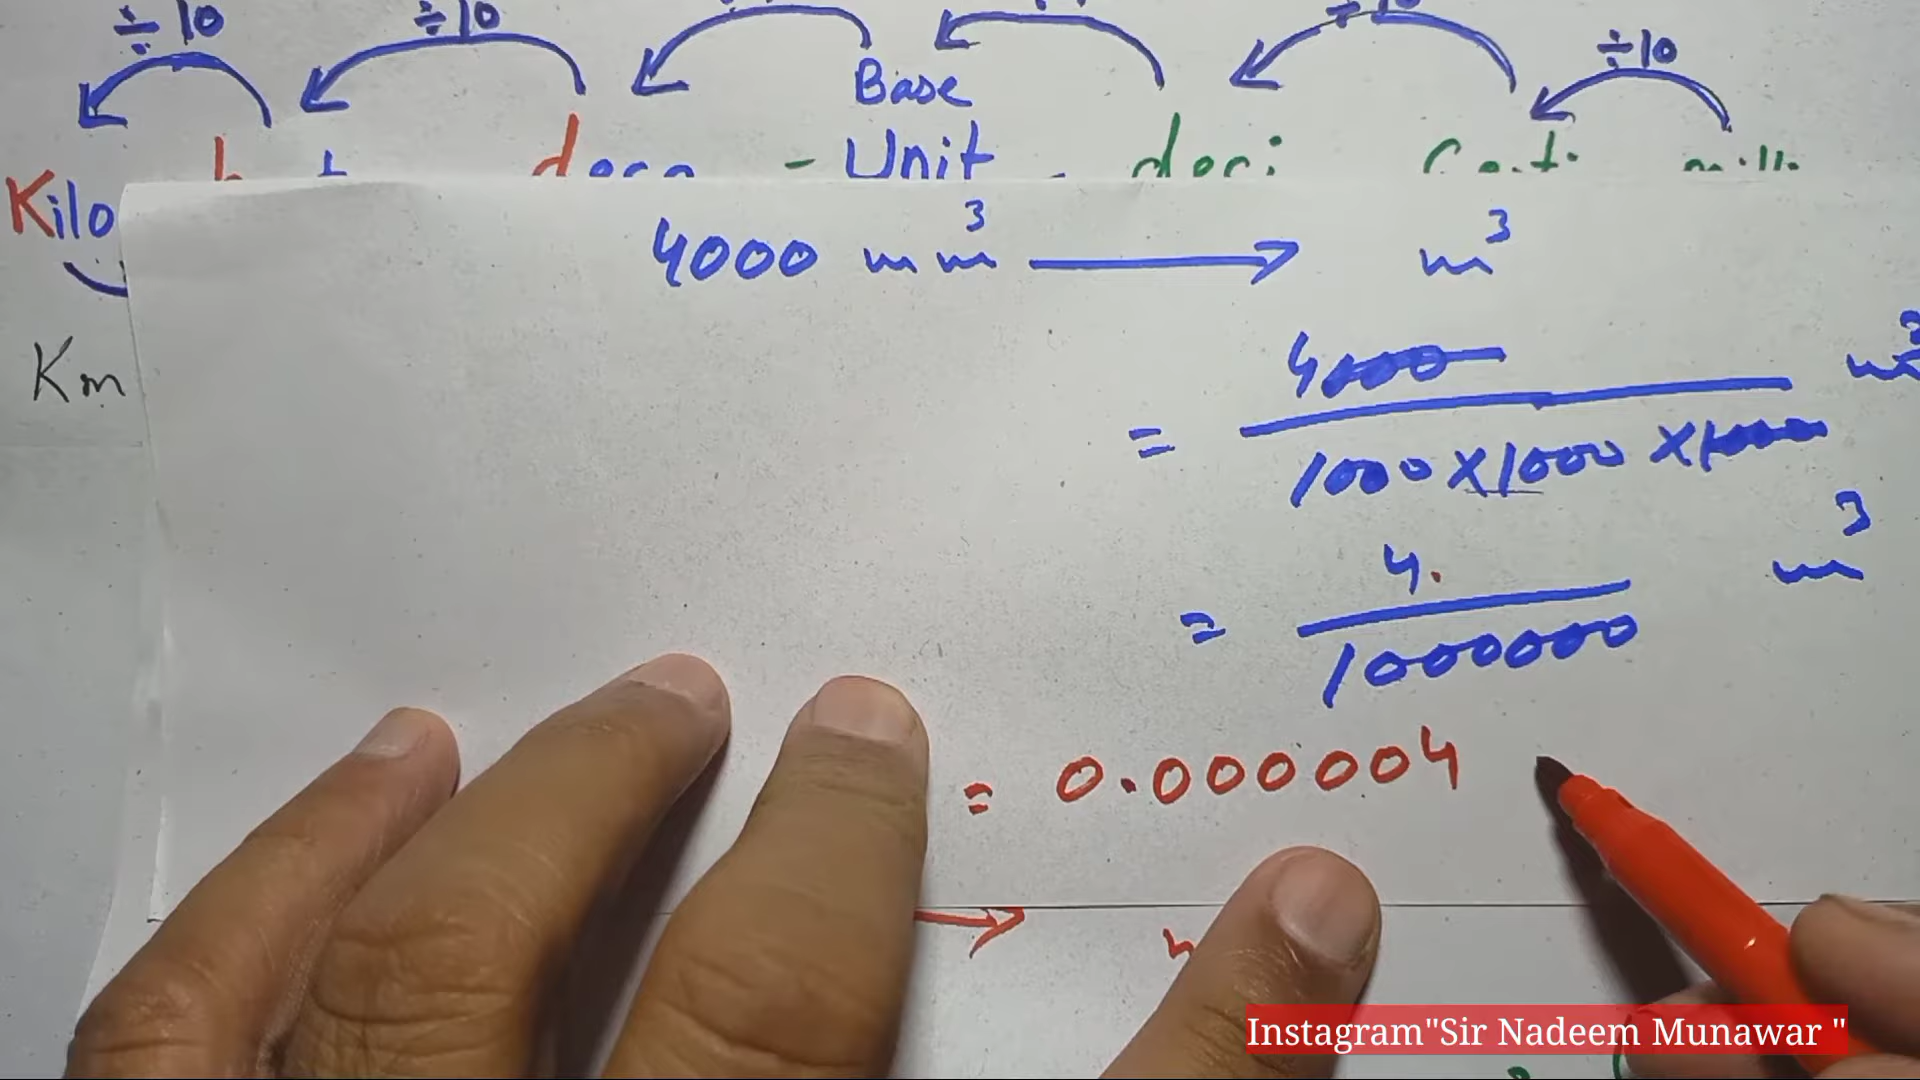 ÷10 ÷10 ÷10 ÷10
Base
Kilo - Unit
4000 mm³ → m³
Km
= 4000 / 1000 × 1000 × 1000 m³
= 4. / 1000000 m³
= 0.000004
Instagram"Sir Nadeem Munawar "